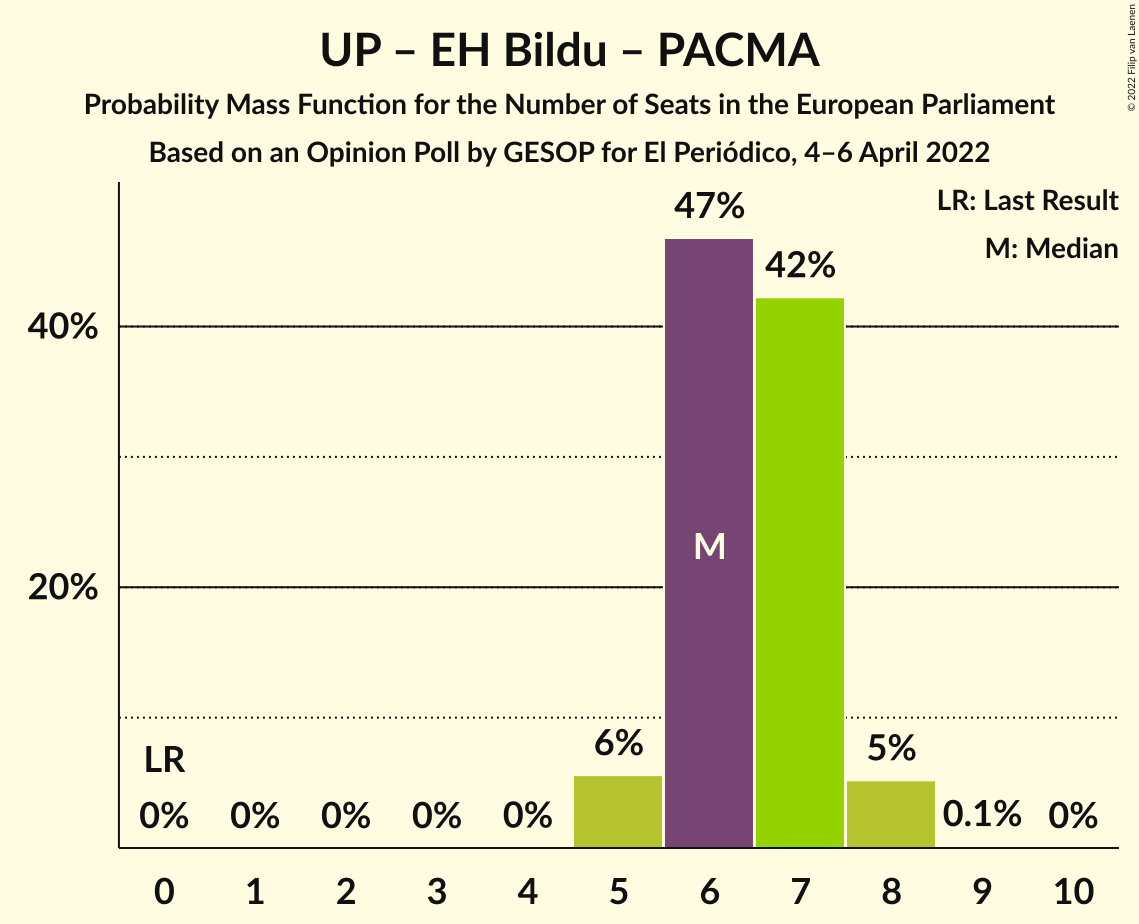 UP – EH Bildu – PACMA
Probability Mass Function for the Number of Seats in the European Parliament
Based on an Opinion Poll by GESOP for El Periódico, 4–6 April 2022
© 2022 Filip van Laenen
LR: Last Result
M: Median
47%
42%
40%
M
20%
LR
6%
5%
0% 0% 0% 0% 0% 0.1% 0%
0 1 2 3 4 5 6 7 8 9 10